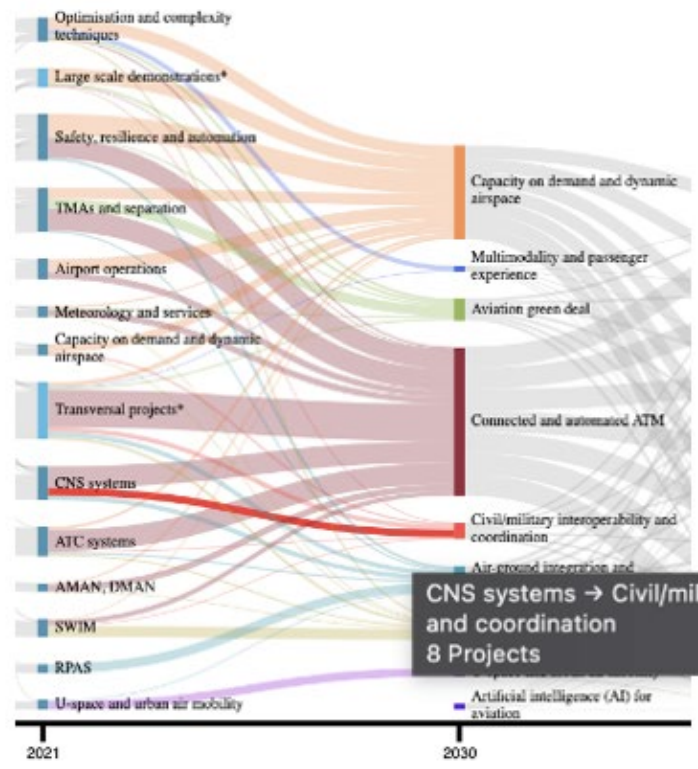 Optimisation and complexity
techniques
Large scale demonstrations*
Safety, resilience and automation
TMAs and separation
Airport operations
Meteorology and services
Capacity on demand and dynamic
airspace
Transversal projects*
CNS systems
ATC systems
AMAN, DMAN
SWIM
RPAS
U-space and urban air mobility
Capacity on demand and dynamic
airspace
Multimodality and passenger
experience
Aviation green deal
Connected and automated ATM
Civil/military interoperability and
coordination
Air-ground integration and
CNS systems → Civil/mil
and coordination
8 Projects
Artificial intelligence (AI) for
aviation
2021
2030